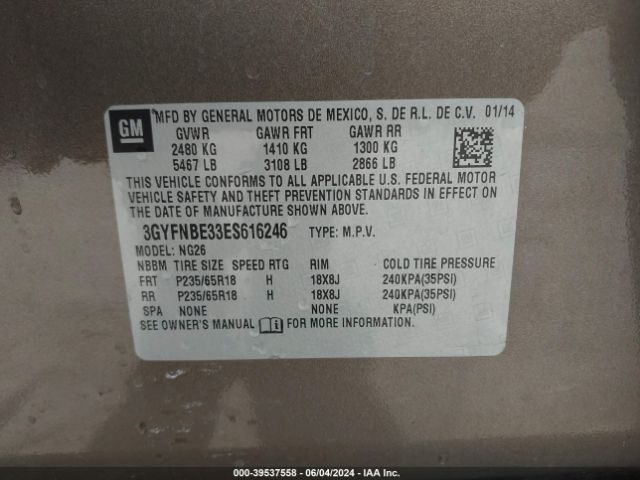 GM
MFD BY GENERAL MOTORS DE MEXICO, S. DE R.L. DE C.V. 01/14
GVWR GAWR FRT GAWR RR
2480 KG 1410 KG 1300 KG
5467 LB 3108 LB 2866 LB
THIS VEHICLE CONFORMS TO ALL APPLICABLE U.S. FEDERAL MOTOR
VEHICLE SAFETY AND THEFT PREVENTION STANDARDS IN EFFECT ON
THE DATE OF MANUFACTURE SHOWN ABOVE.
3GYFNBE33ES616246 TYPE: M.P.V.
MODEL: NG26
NBBM TIRE SIZE SPEED RTG RIM COLD TIRE PRESSURE
FRT P235/65R18 H 18X8J 240KPA(35PSI)
RR P235/65R18 H 18X8J 240KPA(35PSI)
SPA NONE NONE KPA(PSI)
SEE OWNER'S MANUAL FOR MORE INFORMATION.
000-39537558 - 06/04/2024 - IAA Inc.